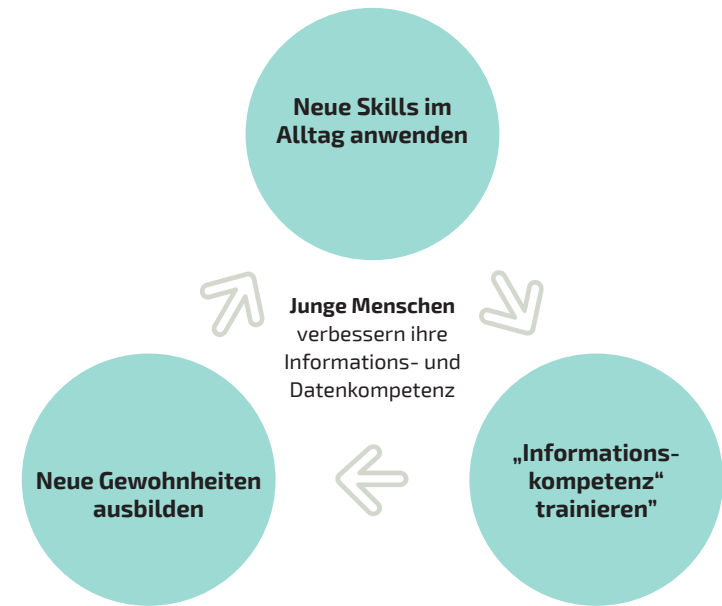 Neue Skills im
Alltag anwenden
Junge Menschen
verbessern ihre
Informations- und
Datenkompetenz
„Informations-
kompetenz“
trainieren”
Neue Gewohnheiten
ausbilden